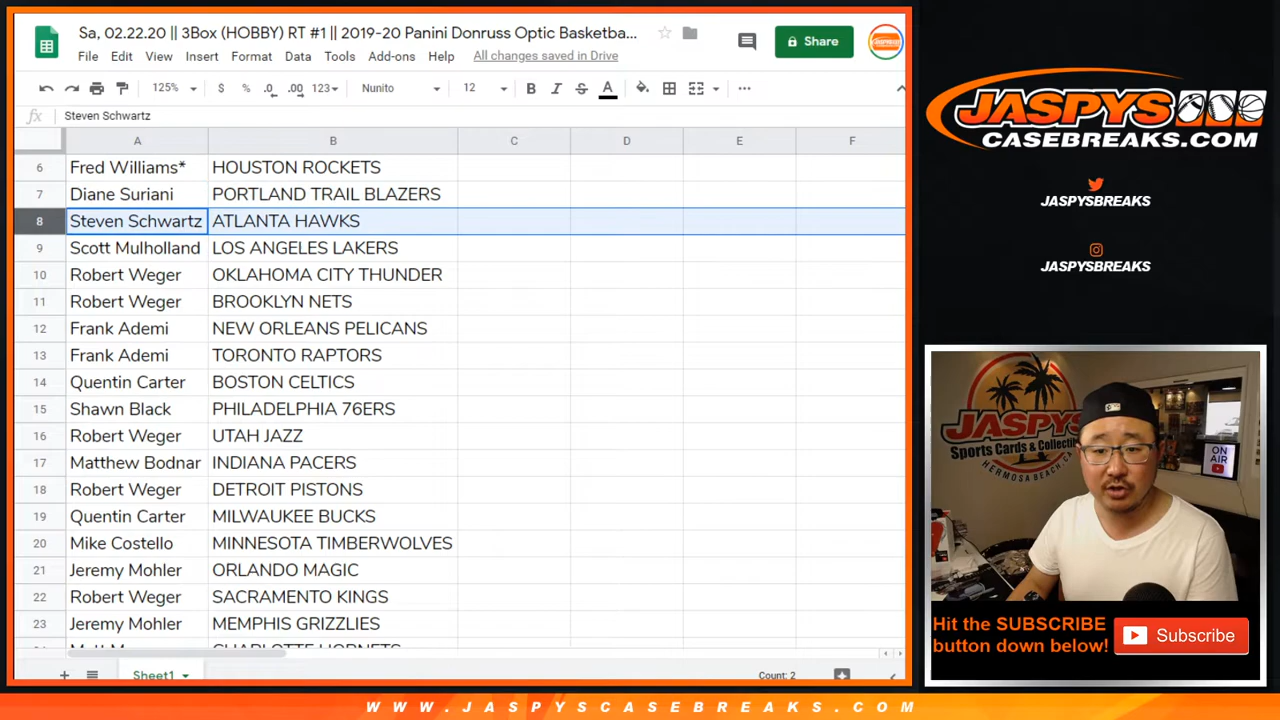 Sa, 02.22.20 || 3Box (HOBBY) RT #1 || 2019-20 Panini Donruss Optic Basketba...
Share
File Edit View Insert Format Data Tools Add-ons Help All changes saved in Drive
125% $ % .0 .00 123 Nunito 12 B I S A
fx Steven Schwartz
A B C D E F
6 Fred Williams* HOUSTON ROCKETS
7 Diane Suriani PORTLAND TRAIL BLAZERS
8 Steven Schwartz ATLANTA HAWKS
9 Scott Mulholland LOS ANGELES LAKERS
10 Robert Weger OKLAHOMA CITY THUNDER
11 Robert Weger BROOKLYN NETS
12 Frank Ademi NEW ORLEANS PELICANS
13 Frank Ademi TORONTO RAPTORS
14 Quentin Carter BOSTON CELTICS
15 Shawn Black PHILADELPHIA 76ERS
16 Robert Weger UTAH JAZZ
17 Matthew Bodnar INDIANA PACERS
18 Robert Weger DETROIT PISTONS
19 Quentin Carter MILWAUKEE BUCKS
20 Mike Costello MINNESOTA TIMBERWOLVES
21 Jeremy Mohler ORLANDO MAGIC
22 Robert Weger SACRAMENTO KINGS
23 Jeremy Mohler MEMPHIS GRIZZLIES
CHARLOTTE HORNETS
Sheet1 Count: 2
JASPYS
CASEBREAKS.COM
JASPYSBREAKS
JASPYSBREAKS
JASPYS
Sports Cards & Collectib
HERMOSA BEACH, CA
ON AIR
Hit the SUBSCRIBE
button down below!
Subscribe
WWW.JASPYSCASEBREAKS.COM